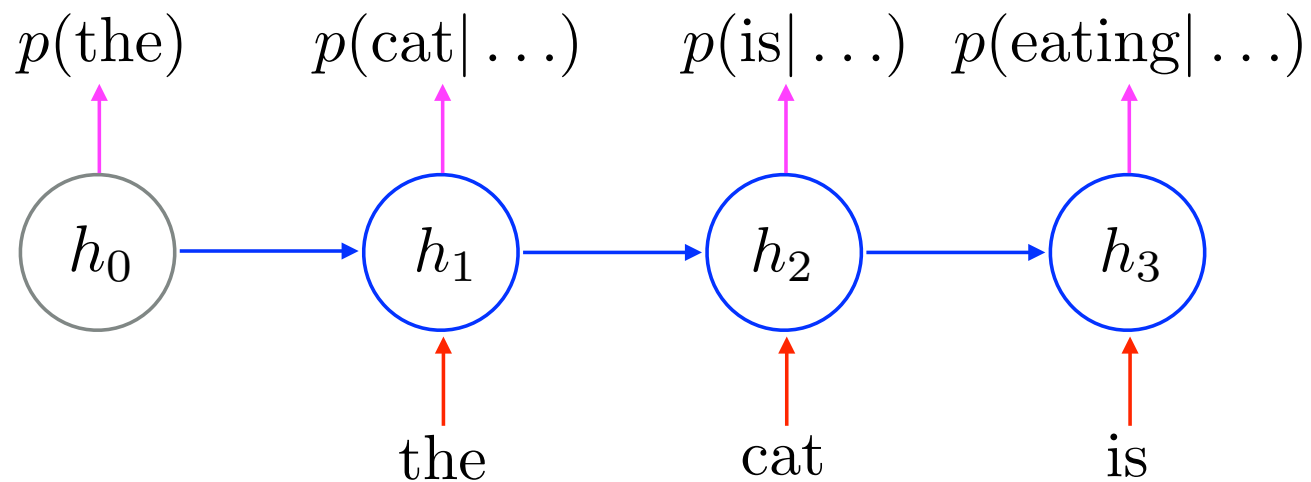 p(the) p(cat| …) p(is| …) p(eating| …)
h₀ h₁ h₂ h₃
the cat is